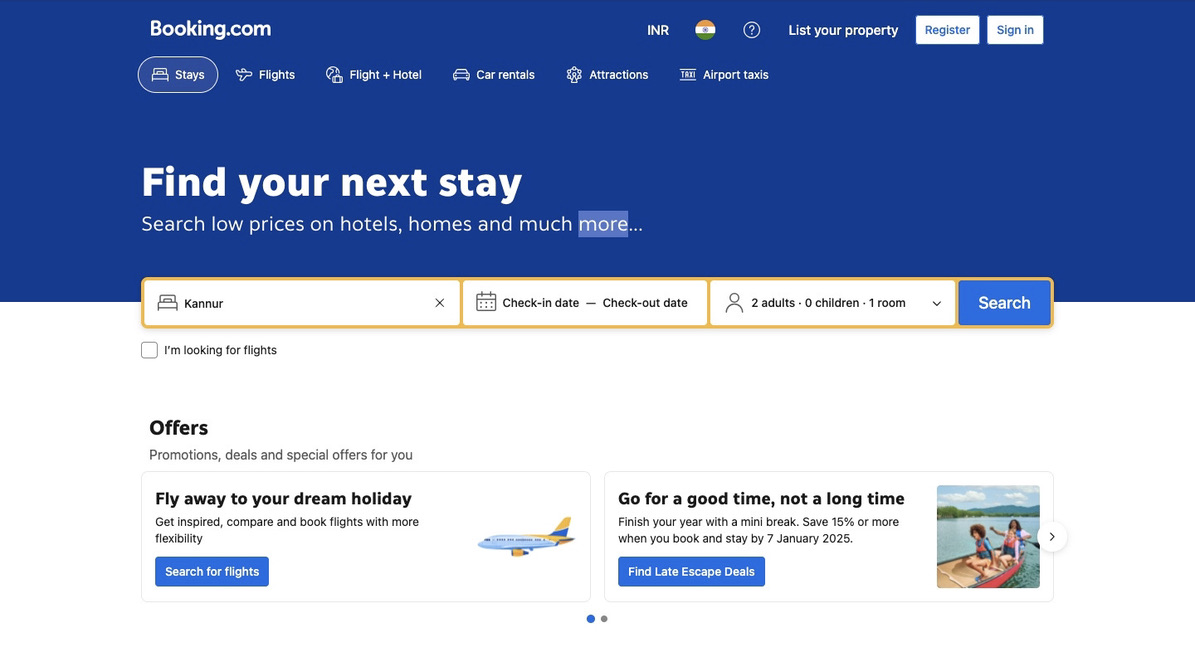 Booking.com
INR
List your property
Register
Sign in
Stays
Flights
Flight + Hotel
Car rentals
Attractions
TAXI
Airport taxis
Find your next stay
Search low prices on hotels, homes and much more...
Kannur
Check-in date — Check-out date
2 adults · 0 children · 1 room
Search
I'm looking for flights
Offers
Promotions, deals and special offers for you
Fly away to your dream holiday
Get inspired, compare and book flights with more
flexibility
Search for flights
Go for a good time, not a long time
Finish your year with a mini break. Save 15% or more
when you book and stay by 7 January 2025.
Find Late Escape Deals